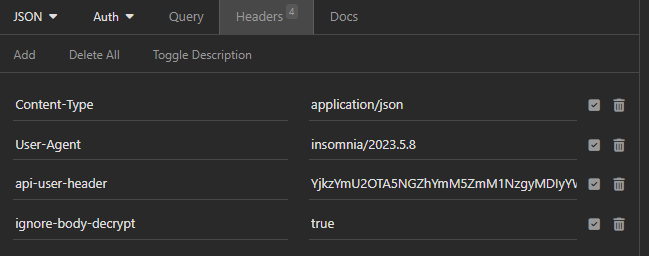 JSON Auth Query Headers 4 Docs
Add Delete All Toggle Description
Content-Type application/json
User-Agent insomnia/2023.5.8
api-user-header YjkzYmU2OTA5NGZhYmM5ZmM1NzgyMDIyYV
ignore-body-decrypt true